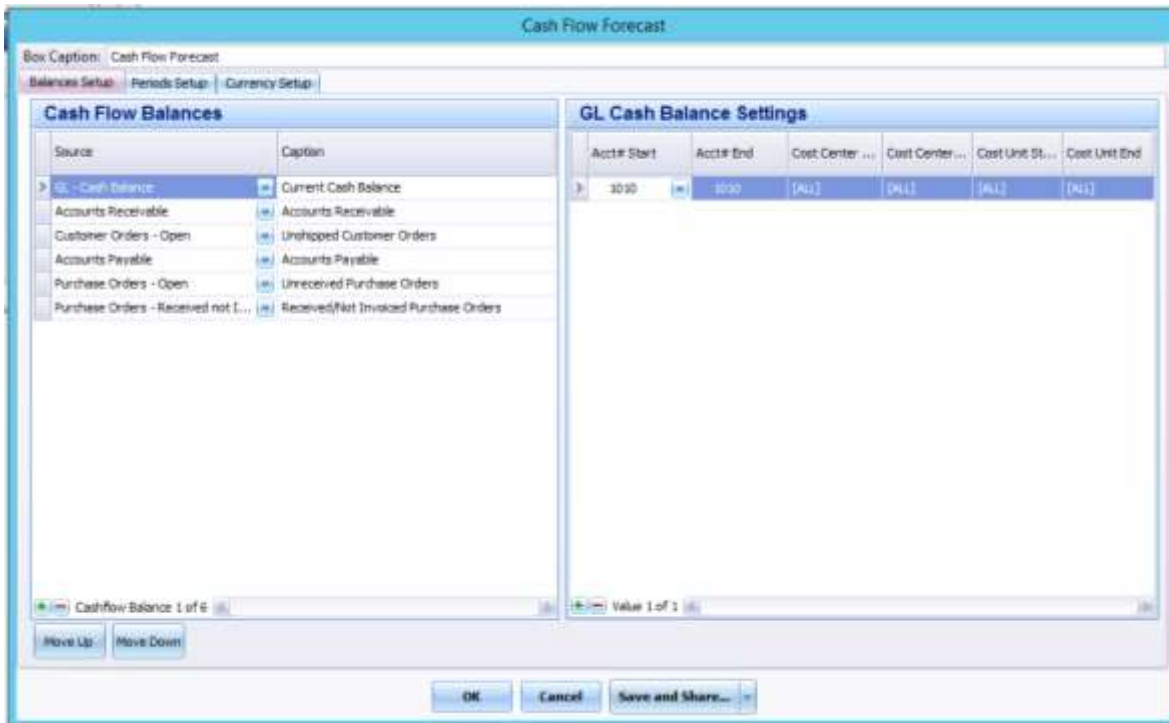 Cash Flow Forecast
Box Caption: Cash Flow Forecast
Balances Setup Periods Setup Currency Setup
Cash Flow Balances GL Cash Balance Settings
Source Caption Acct# Start Acct# End Cost Center ... Cost Center... Cost Unit St... Cost Unit End
GL - Cash Balance Current Cash Balance 1010 1010 [ALL] [ALL] [ALL] [ALL]
Accounts Receivable Accounts Receivable
Customer Orders - Open Unshipped Customer Orders
Accounts Payable Accounts Payable
Purchase Orders - Open Unreceived Purchase Orders
Purchase Orders - Received not I... Received/Not Invoiced Purchase Orders
Cashflow Balance 1 of 6 Value 1 of 1
Move Up Move Down
OK Cancel Save and Share...